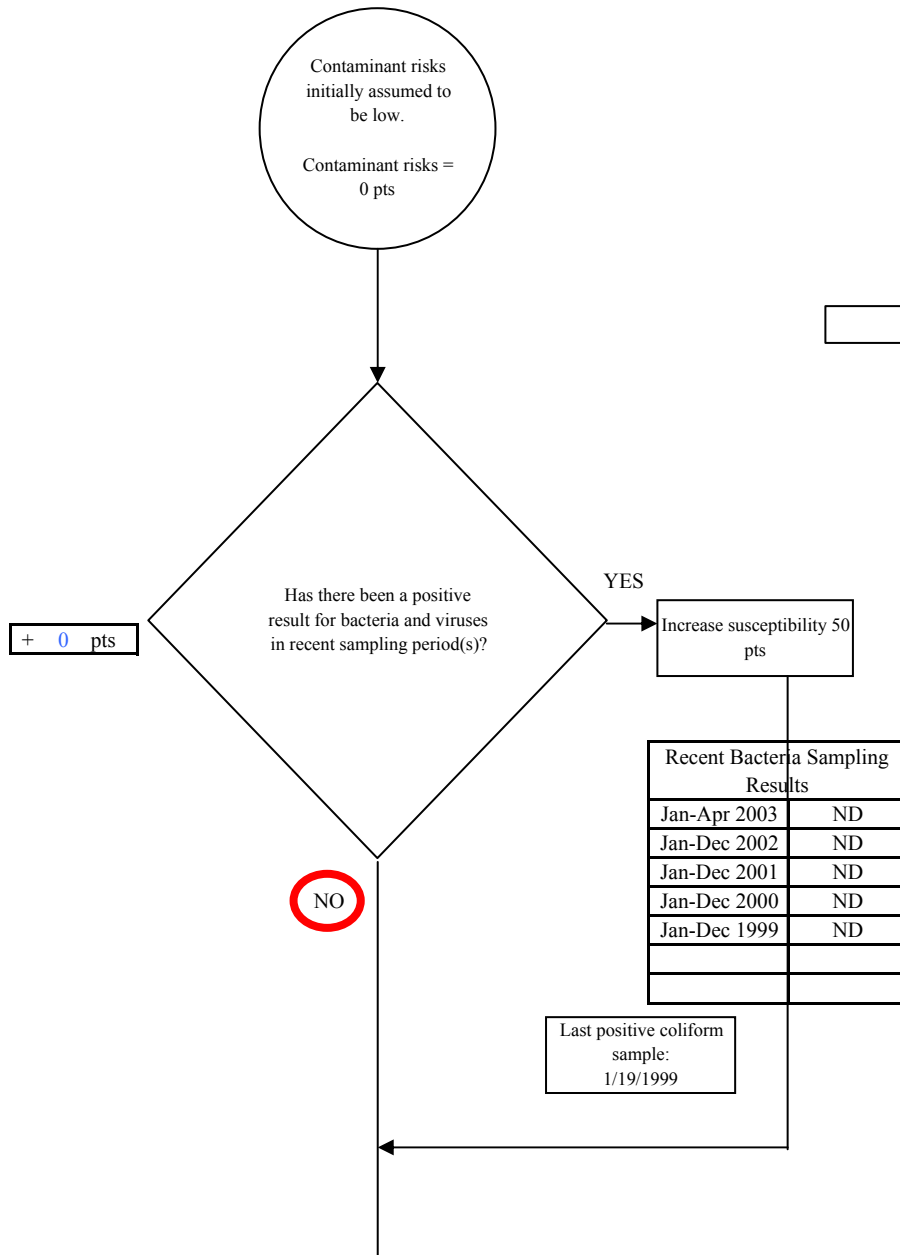 Contaminant risks
initially assumed to
be low.
Contaminant risks =
0 pts
YES
Has there been a positive
result for bacteria and viruses
in recent sampling period(s)?
+ 0 pts
Increase susceptibility 50
pts
Recent Bacteria Sampling
Results
Jan-Apr 2003 ND
Jan-Dec 2002 ND
Jan-Dec 2001 ND
Jan-Dec 2000 ND
Jan-Dec 1999 ND
NO
Last positive coliform
sample:
1/19/1999